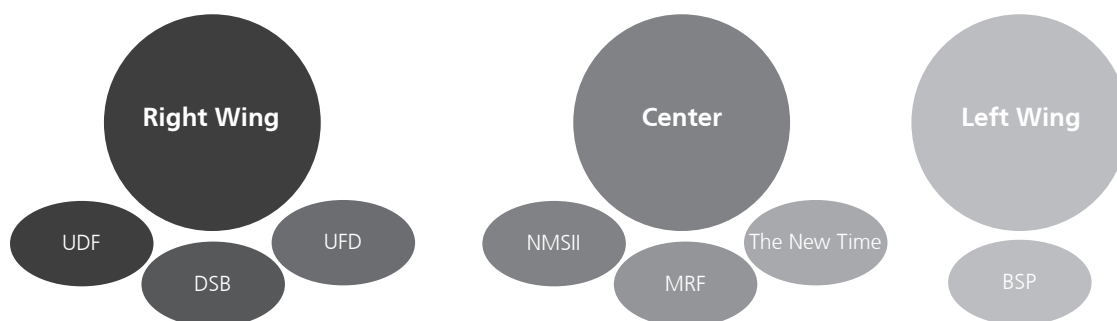 Right Wing
Center
Left Wing
UDF
UFD
NMSII
The New Time
DSB
MRF
BSP